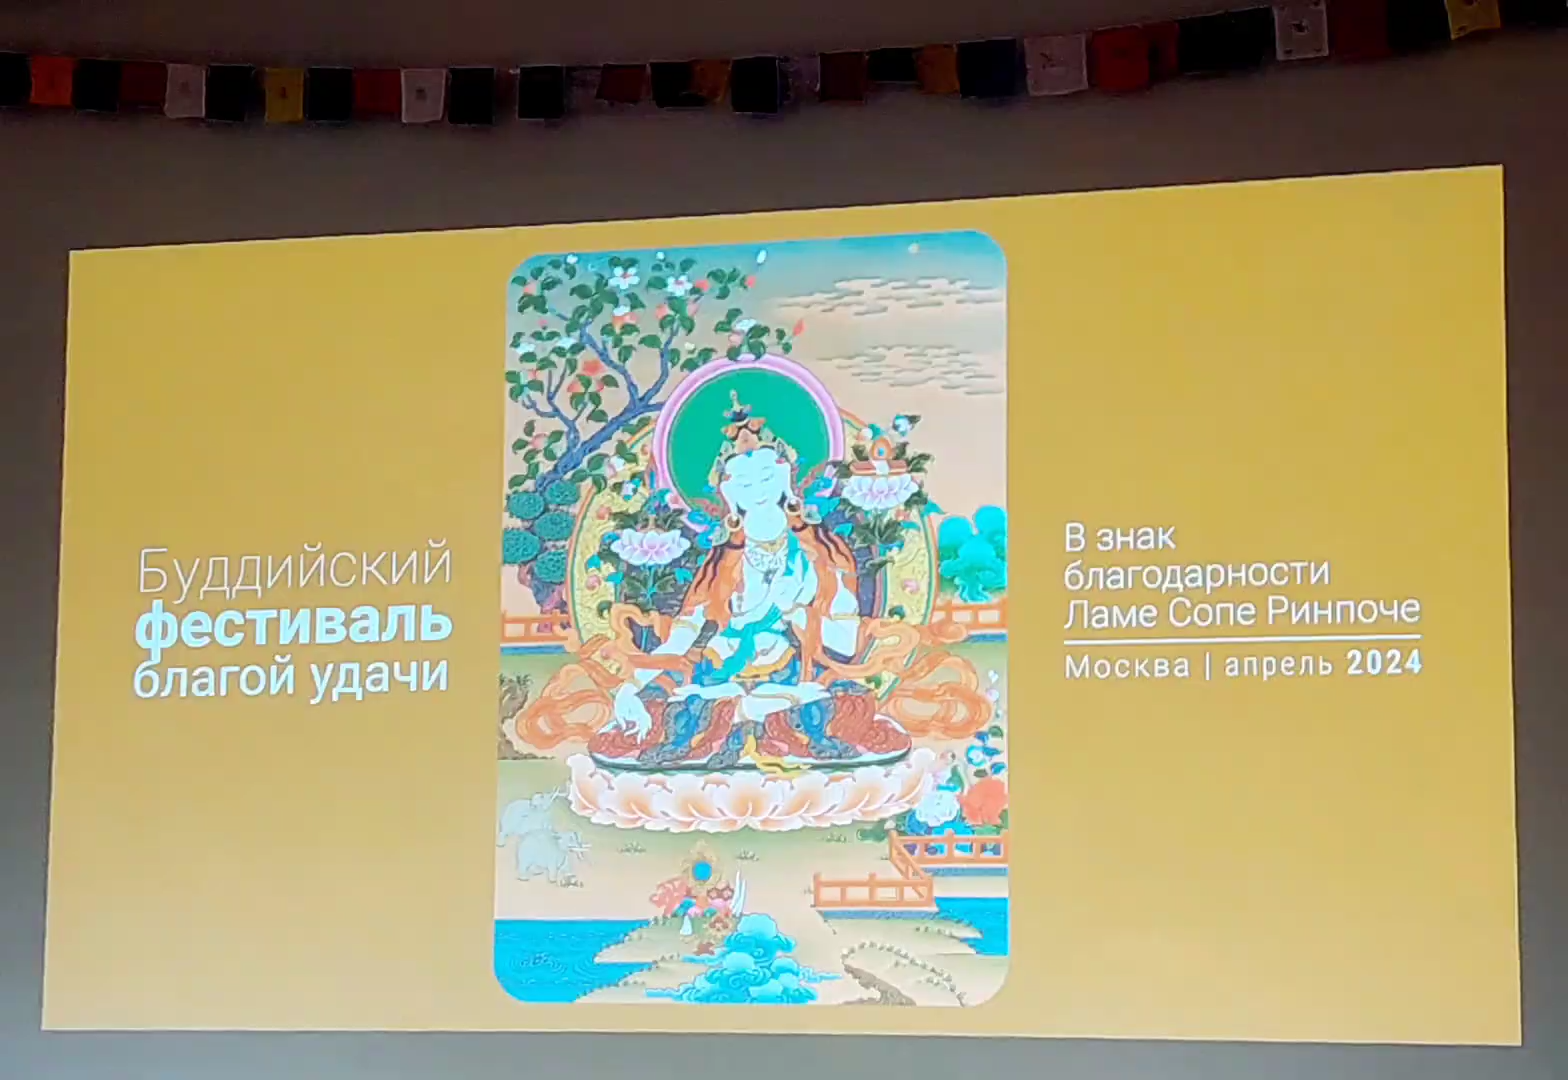 Буддийский
фестиваль
благой удачи
В знак
благодарности
Ламе Сопе Ринпоче
Москва | апрель 2024